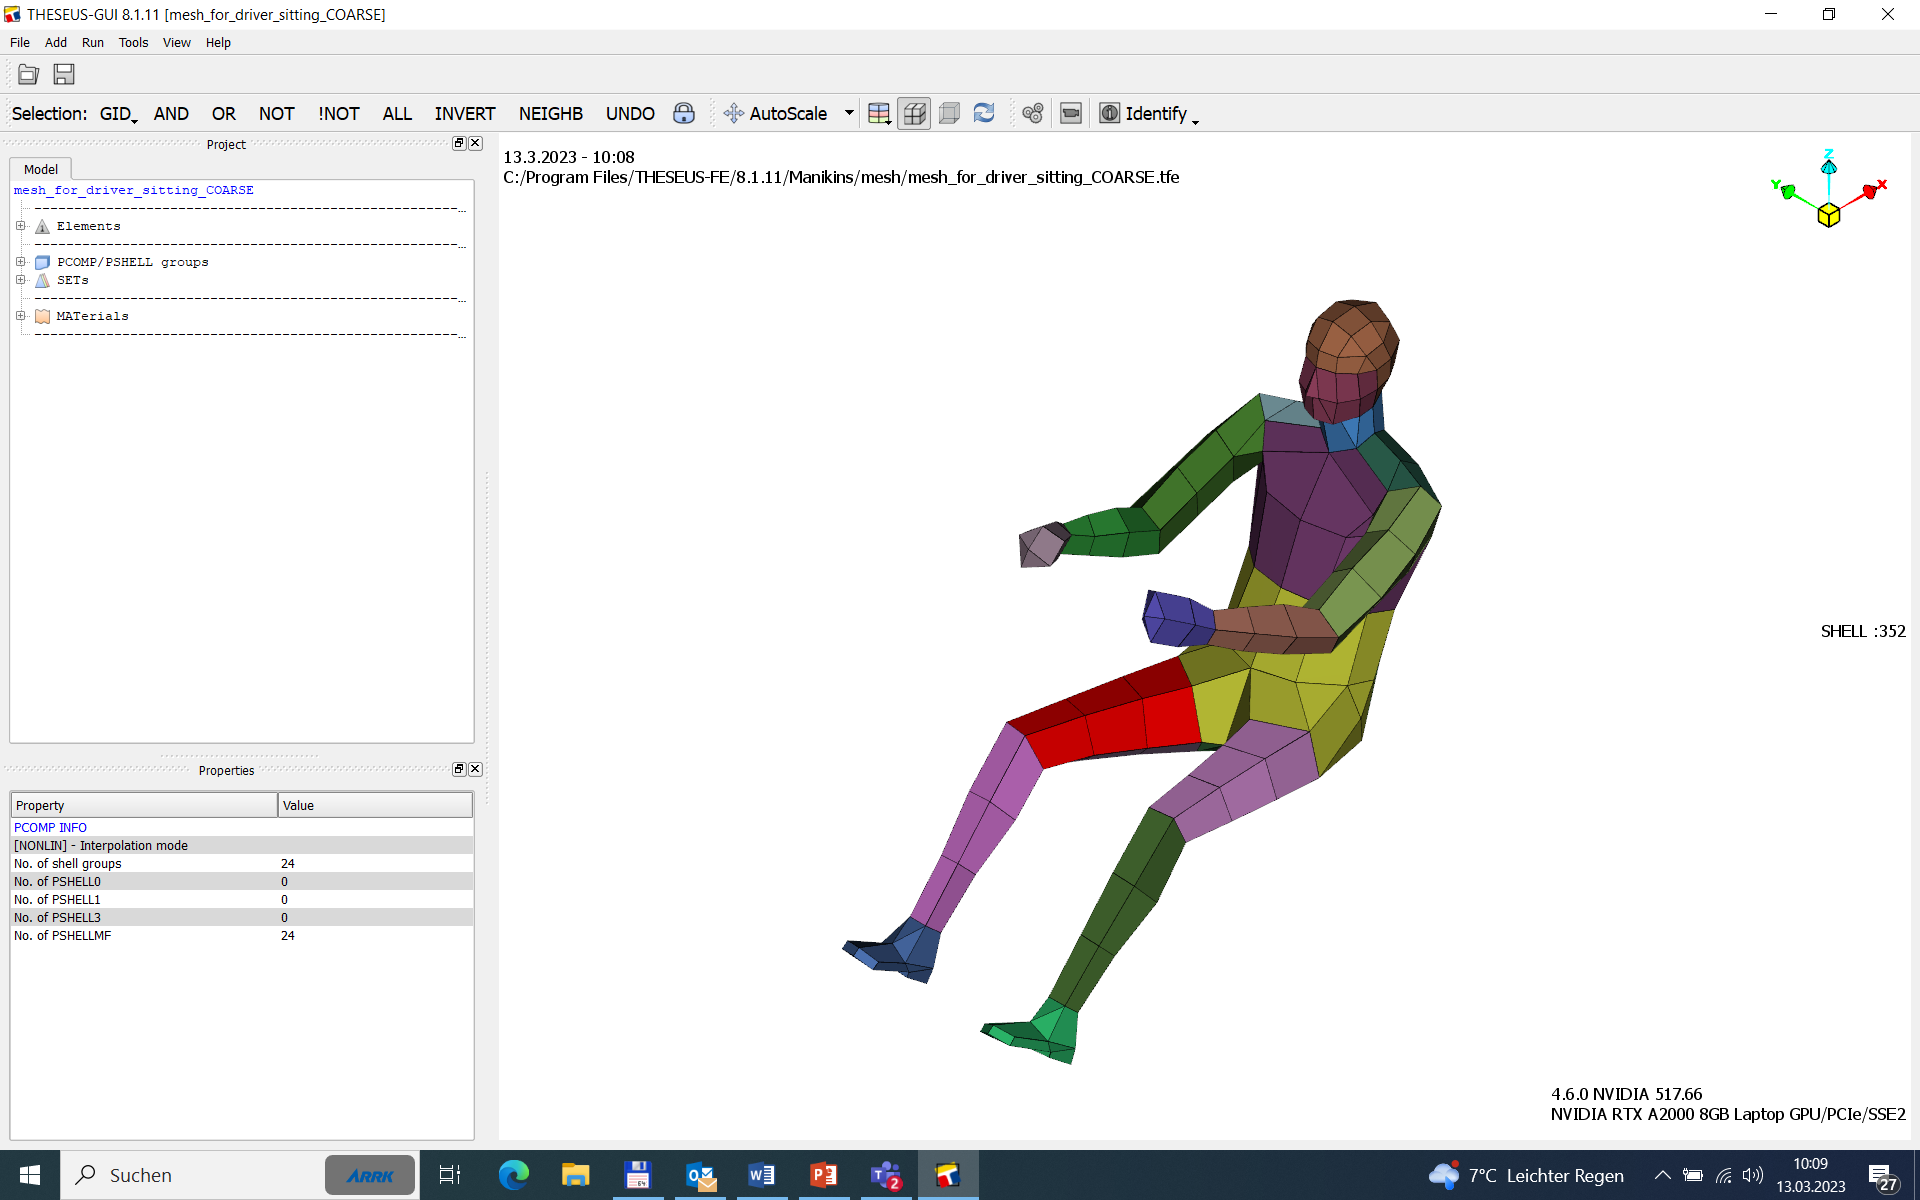 THESEUS-GUI 8.1.11 [mesh_for_driver_sitting_COARSE]
File Add Run Tools View Help
Selection: GID AND OR NOT !NOT ALL INVERT NEIGHB UNDO AutoScale Identify
Project
Model
mesh_for_driver_sitting_COARSE
Elements
PCOMP/PSHELL groups
SETs
MATerials
13.3.2023 - 10:08
C:/Program Files/THESEUS-FE/8.1.11/Manikins/mesh/mesh_for_driver_sitting_COARSE.tfe
Z
Y
X
SHELL :352
Properties
Property Value
PCOMP INFO
[NONLIN] - Interpolation mode
No. of shell groups 24
No. of PSHELL0 0
No. of PSHELL1 0
No. of PSHELL3 0
No. of PSHELLMF 24
4.6.0 NVIDIA 517.66
NVIDIA RTX A2000 8GB Laptop GPU/PCIe/SSE2
Suchen
ARRK
2
7°C Leichter Regen
10:09
13.03.2023
27